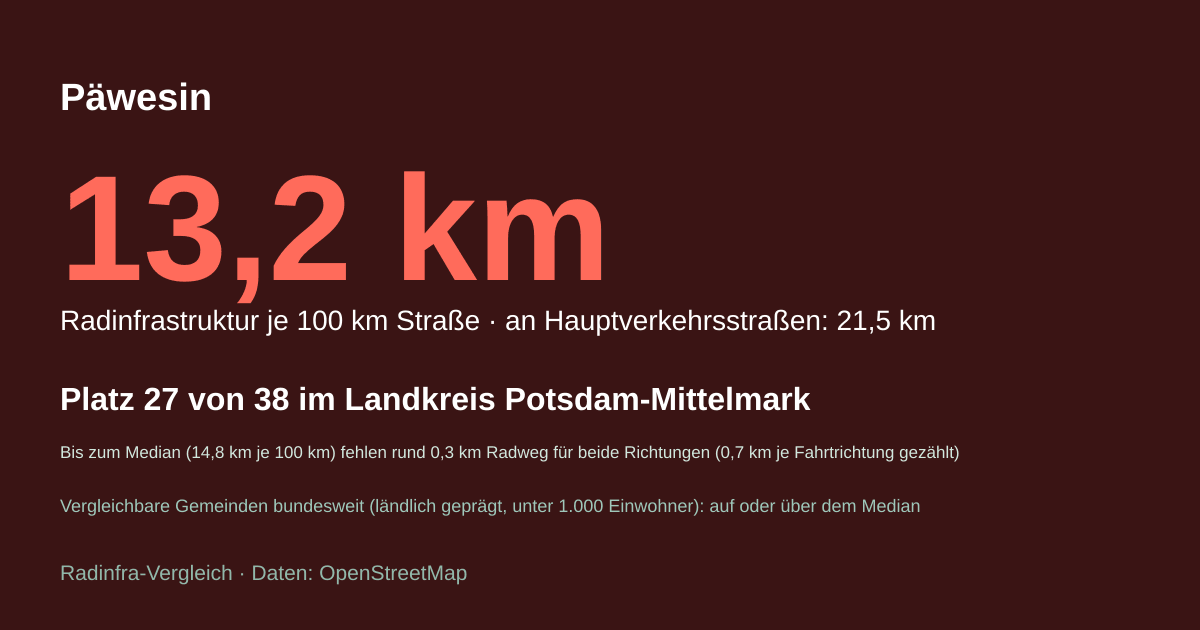 Päwesin
13,2 km
Radinfrastruktur je 100 km Straße · an Hauptverkehrsstraßen: 21,5 km
Platz 27 von 38 im Landkreis Potsdam-Mittelmark
Bis zum Median (14,8 km je 100 km) fehlen rund 0,3 km Radweg für beide Richtungen (0,7 km je Fahrtrichtung gezählt)
Vergleichbare Gemeinden bundesweit (ländlich geprägt, unter 1.000 Einwohner): auf oder über dem Median
Radinfra-Vergleich · Daten: OpenStreetMap